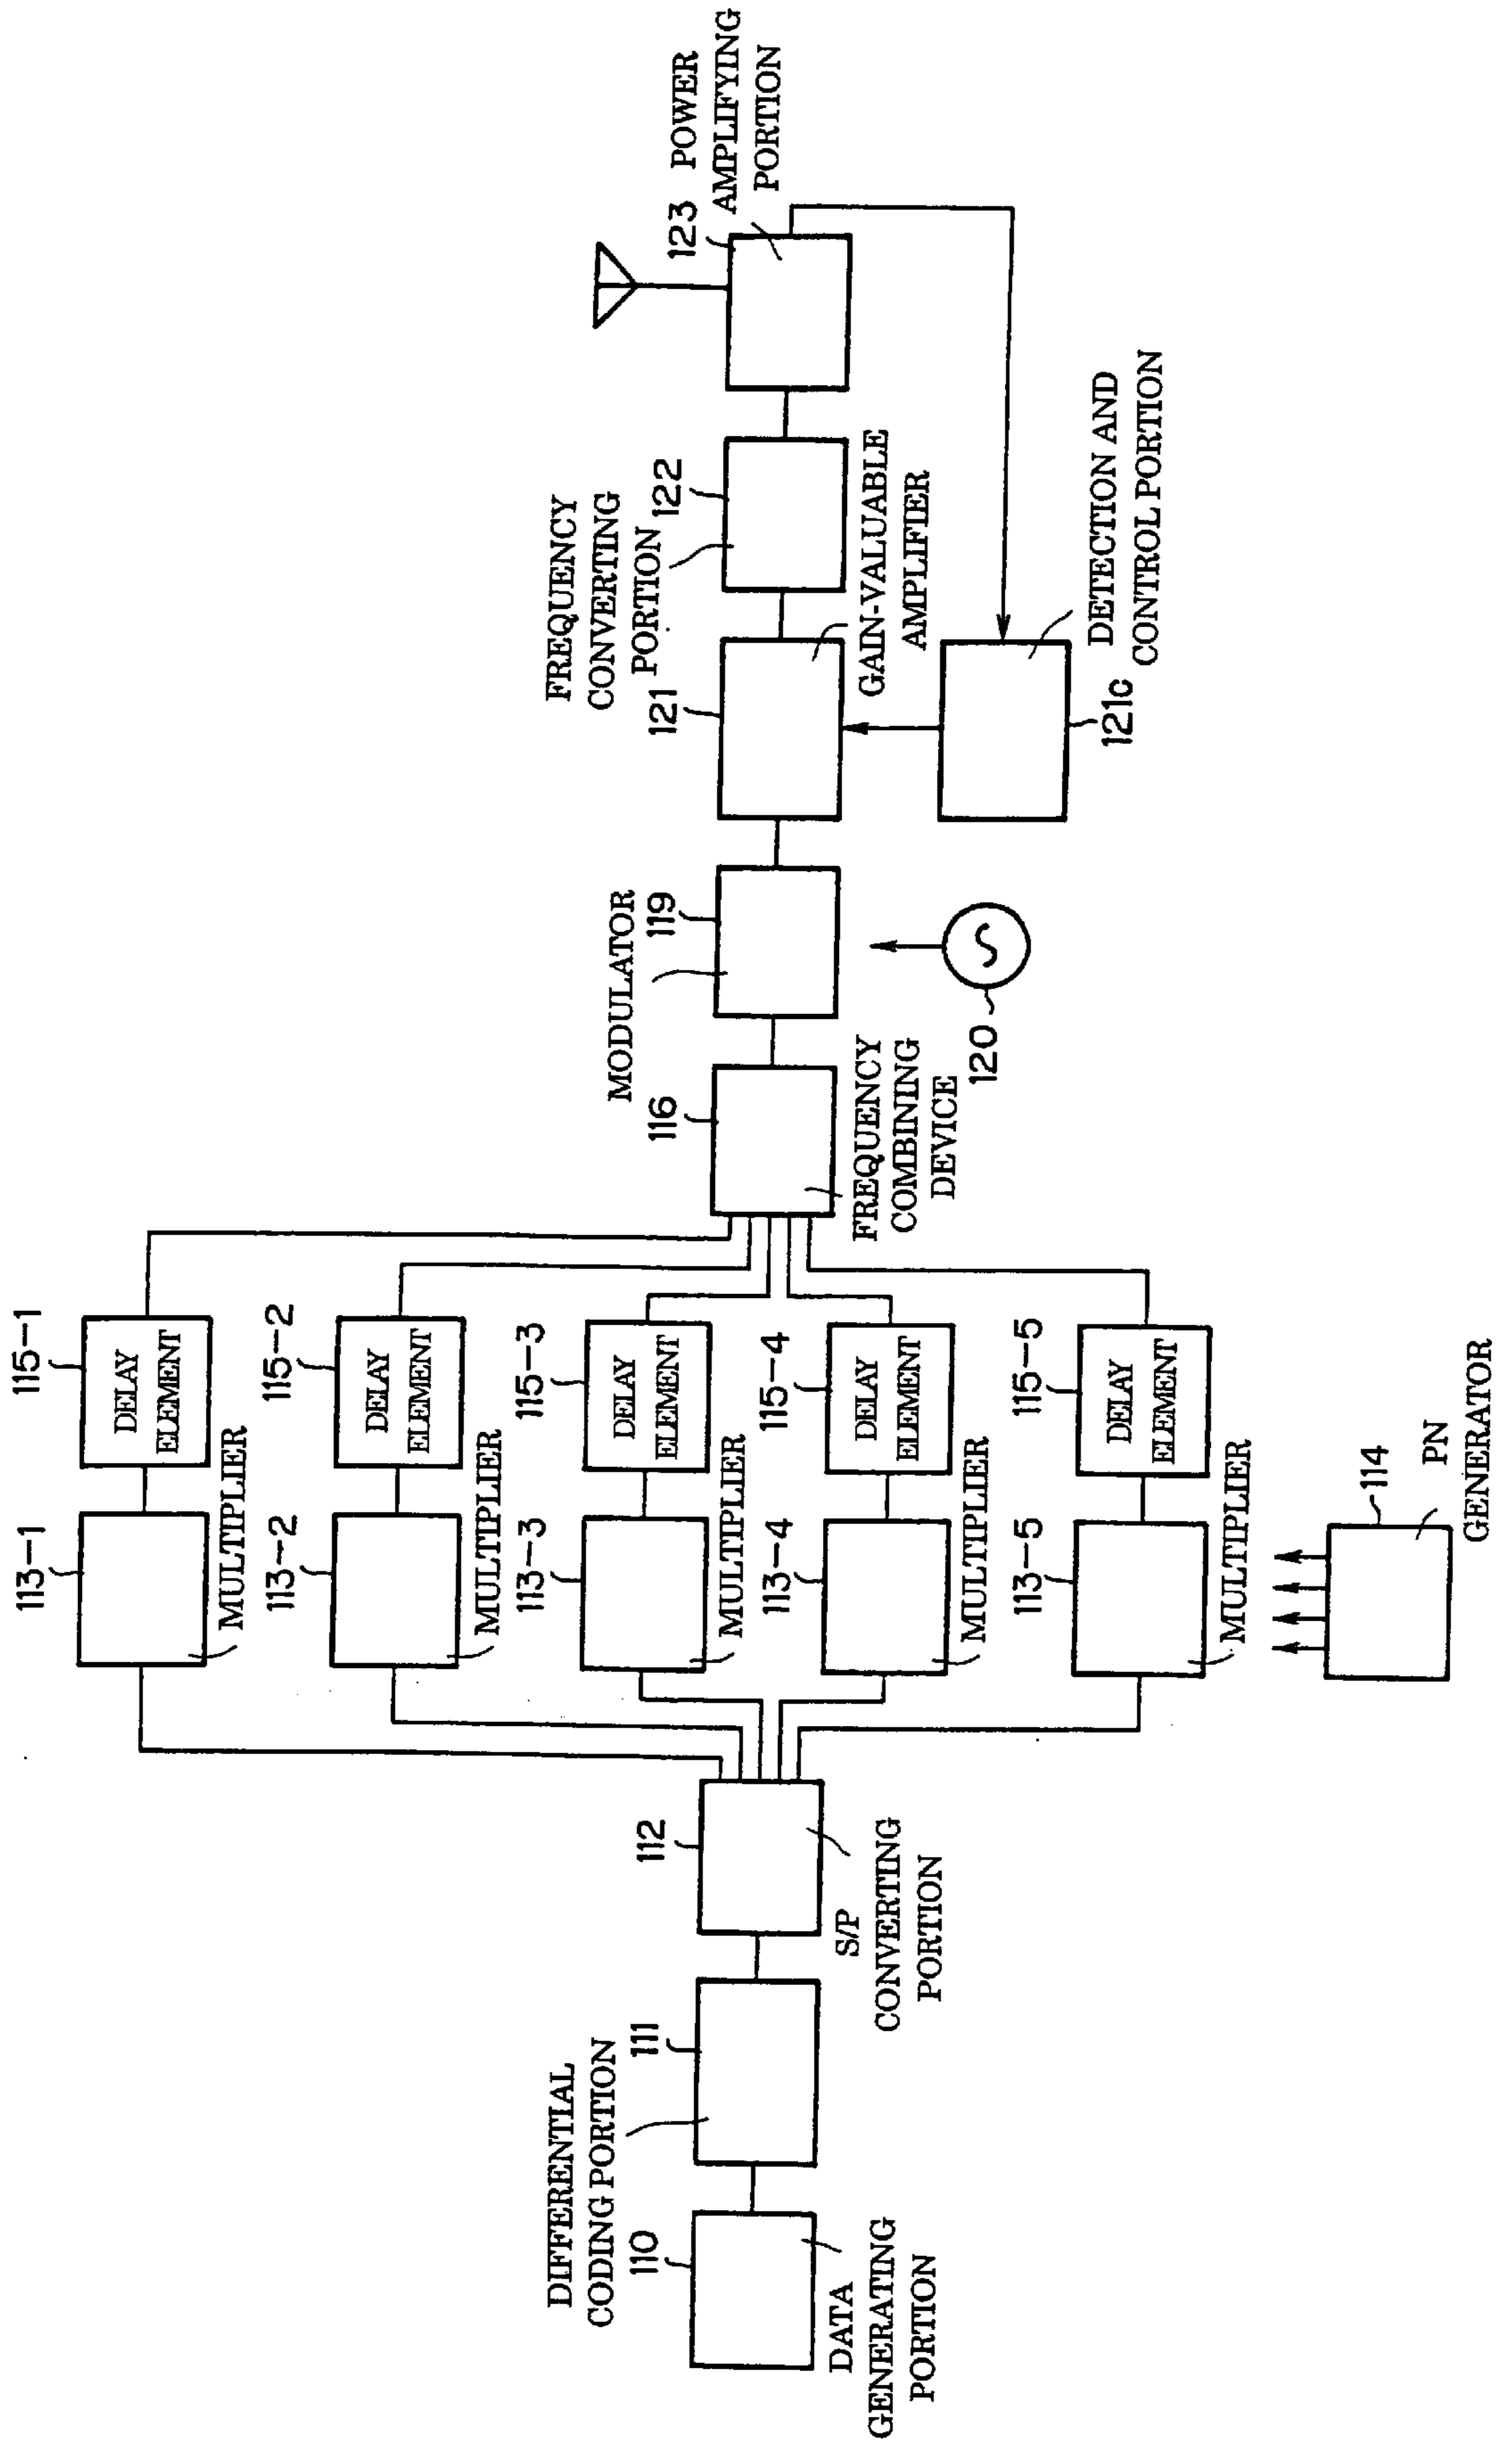 115-1
DELAY
ELEMENT
113-1
MULTIPLIER
115-2
DELAY
ELEMENT
113-2
MULTIPLIER
115-3
DELAY
ELEMENT
113-3
MULTIPLIER
115-4
DELAY
ELEMENT
113-4
MULTIPLIER
115-5
DELAY
ELEMENT
113-5
MULTIPLIER
114
PN
GENERATOR
DIFFERENTIAL
CODING PORTION
111
110
DATA
GENERATING
PORTION
112
S/P
CONVERTING
PORTION
116
FREQUENCY
COMBINING
DEVICE
MODULATOR
119
120
121
GAIN-VALUABLE
AMPLIFIER
FREQUENCY
CONVERTING
PORTION
122
123
POWER
AMPLIFYING
PORTION
DETECTION AND
CONTROL PORTION
121c